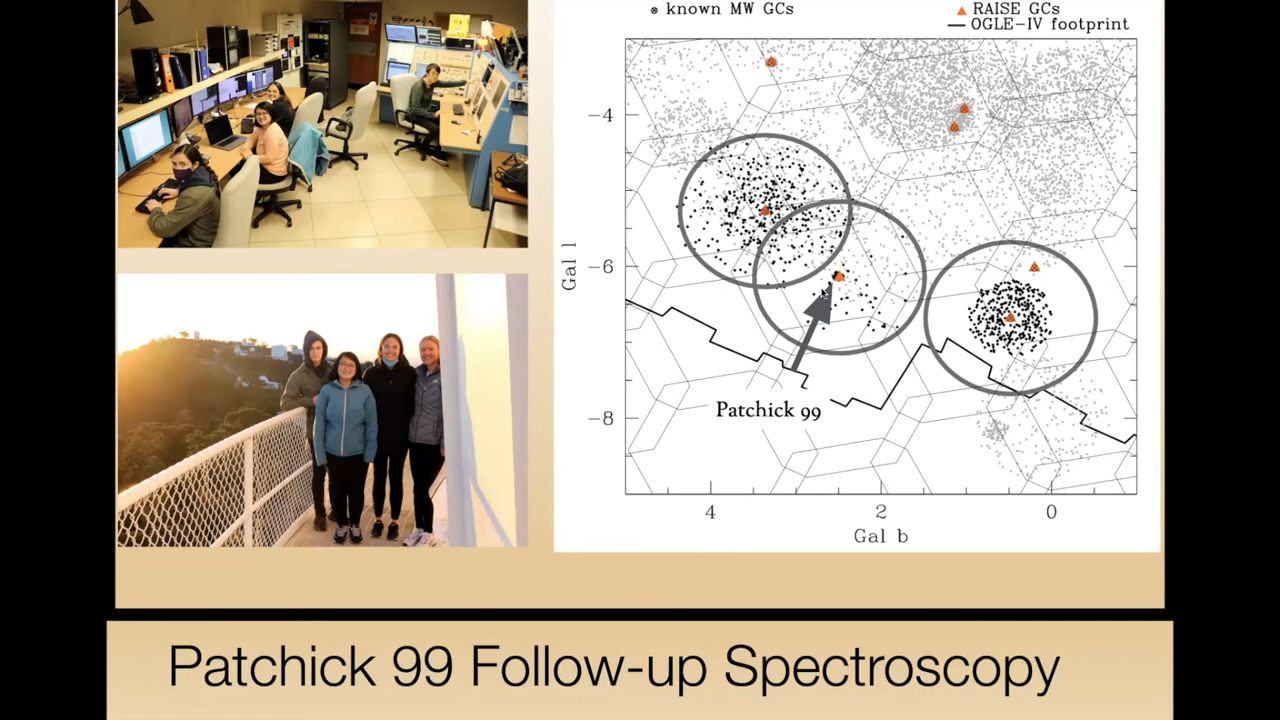 known MW GCs
RAISE GCs
OGLE-IV footprint
Gal l
−4
−6
−8
Patchick 99
4
2
0
Gal b
Patchick 99 Follow-up Spectroscopy